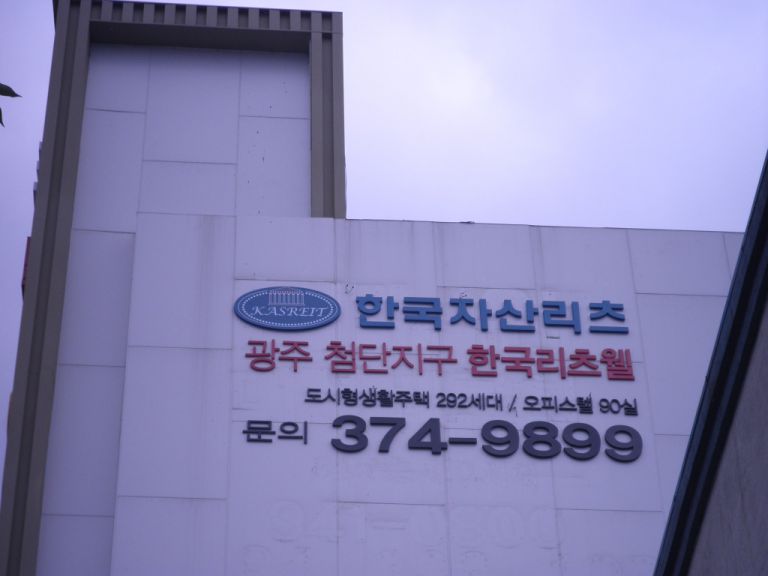 KASREIT 한국자산리츠
광주 첨단지구 한국리츠웰
도시형생활주택 292세대 / 오피스텔 90실
문의 374-9899